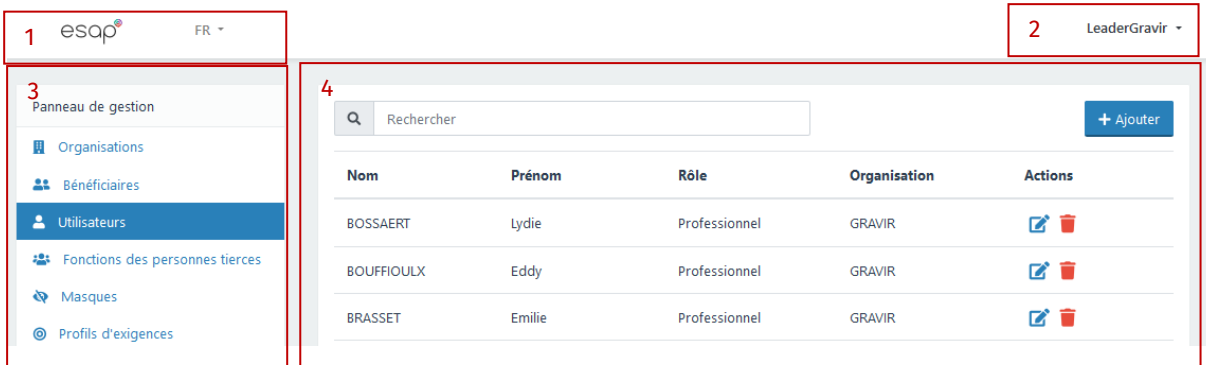 1 esap FR
2 LeaderGravir
3
Panneau de gestion
Organisations
Bénéficiaires
Utilisateurs
Fonctions des personnes tierces
Masques
Profils d'exigences
4
Rechercher
+ Ajouter
Nom Prénom Rôle Organisation Actions
BOSSAERT Lydie Professionnel GRAVIR
BOUFFIOULX Eddy Professionnel GRAVIR
BRASSET Emilie Professionnel GRAVIR